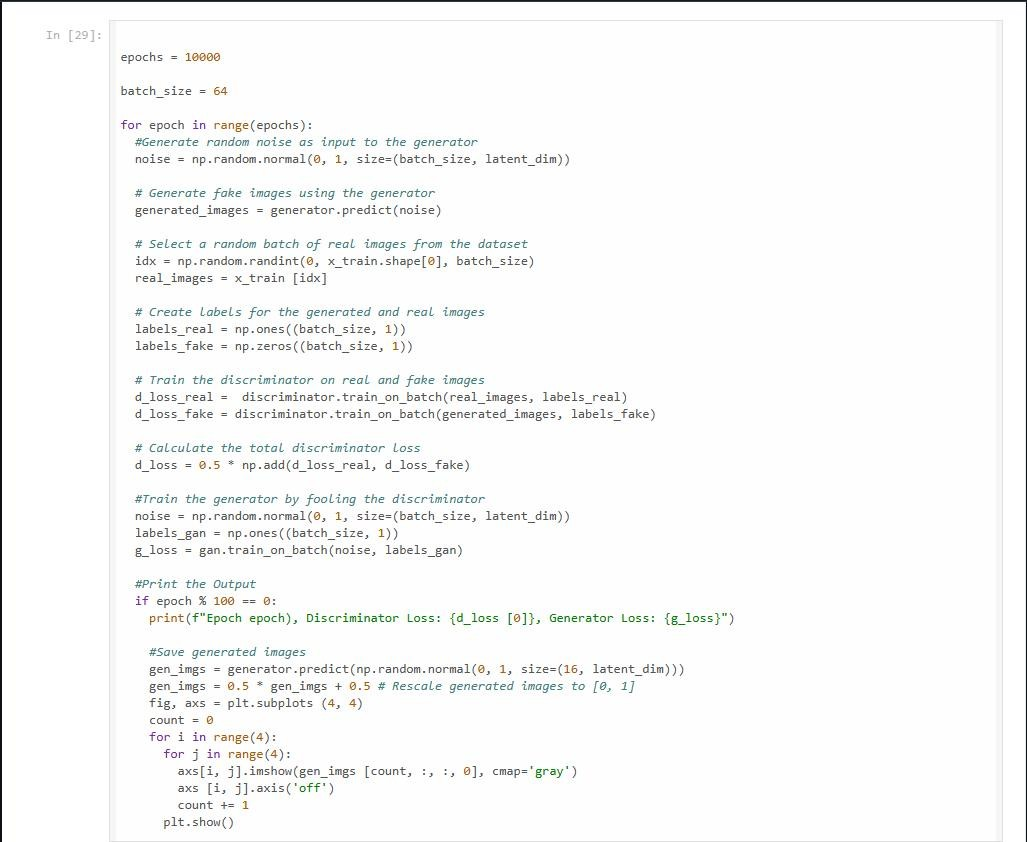 In [29]:
epochs = 10000
batch_size = 64
for epoch in range(epochs):
#Generate random noise as input to the generator
noise = np.random.normal(0, 1, size=(batch_size, latent_dim))
# Generate fake images using the generator
generated_images = generator.predict(noise)
# Select a random batch of real images from the dataset
idx = np.random.randint(0, x_train.shape[0], batch_size)
real_images = x_train [idx]
# Create labels for the generated and real images
labels_real = np.ones((batch_size, 1))
labels_fake = np.zeros((batch_size, 1))
# Train the discriminator on real and fake images
d_loss_real =  discriminator.train_on_batch(real_images, labels_real)
d_loss_fake = discriminator.train_on_batch(generated_images, labels_fake)
# Calculate the total discriminator loss
d_loss = 0.5 * np.add(d_loss_real, d_loss_fake)
#Train the generator by fooling the discriminator
noise = np.random.normal(0, 1, size=(batch_size, latent_dim))
labels_gan = np.ones((batch_size, 1))
g_loss = gan.train_on_batch(noise, labels_gan)
#Print the Output
if epoch % 100 == 0:
print(f"Epoch epoch), Discriminator Loss: {d_loss [0]}, Generator Loss: {g_loss}")
#Save generated images
gen_imgs = generator.predict(np.random.normal(0, 1, size=(16, latent_dim)))
gen_imgs = 0.5 * gen_imgs + 0.5 # Rescale generated images to [0, 1]
fig, axs = plt.subplots (4, 4)
count = 0
for i in range(4):
for j in range(4):
axs[i, j].imshow(gen_imgs [count, :, :, 0], cmap='gray')
axs [i, j].axis('off')
count += 1
plt.show()